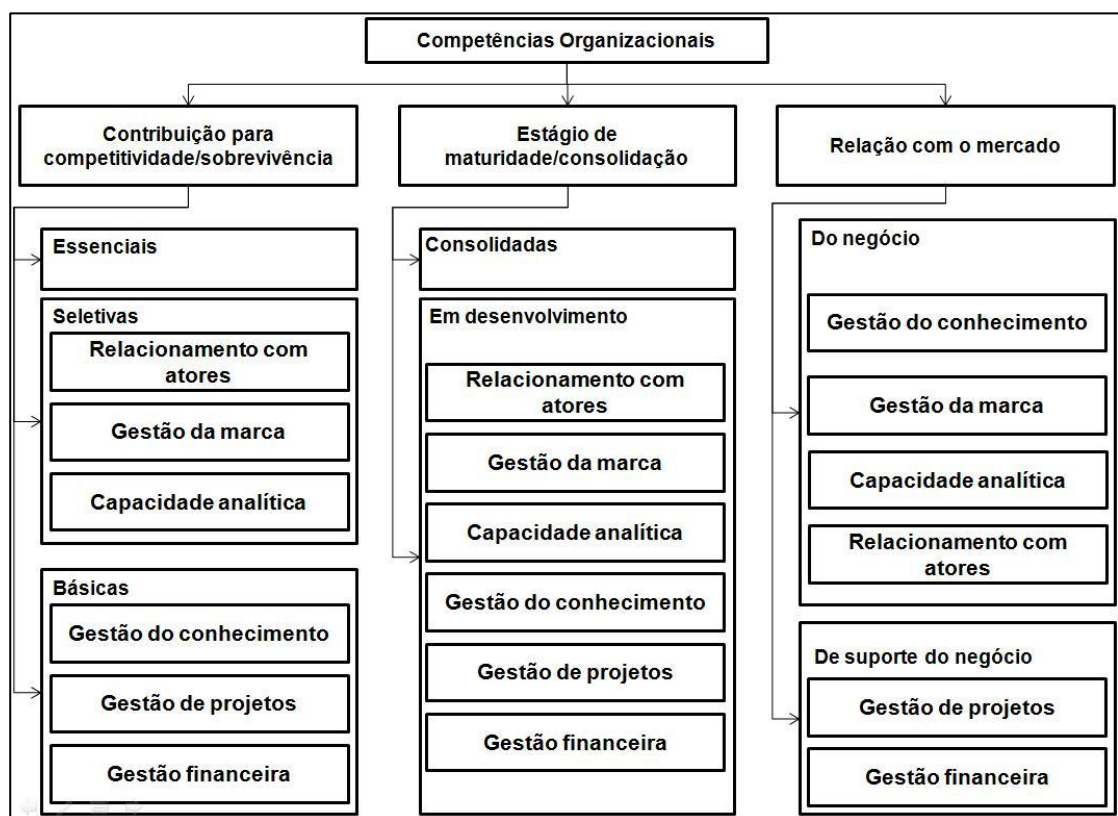 Competências Organizacionais
Contribuição para
competitividade/sobrevivência
Essenciais
Seletivas
Relacionamento com
atores
Gestão da marca
Capacidade analítica
Básicas
Gestão do conhecimento
Gestão de projetos
Gestão financeira
Estágio de
maturidade/consolidação
Consolidadas
Em desenvolvimento
Relacionamento com
atores
Gestão da marca
Capacidade analítica
Gestão do conhecimento
Gestão de projetos
Gestão financeira
Relação com o mercado
Do negócio
Gestão do conhecimento
Gestão da marca
Capacidade analítica
Relacionamento com
atores
De suporte do negócio
Gestão de projetos
Gestão financeira